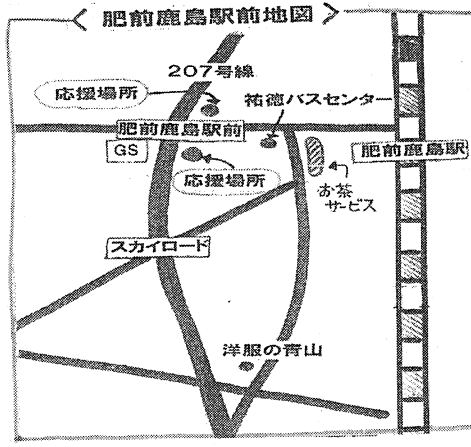 肥前鹿島駅前地図
207号線
応援場所
祐徳バスセンター
肥前鹿島駅前
肥前鹿島駅
GS
応援場所
お茶
サービス
スカイロード
洋服の青山